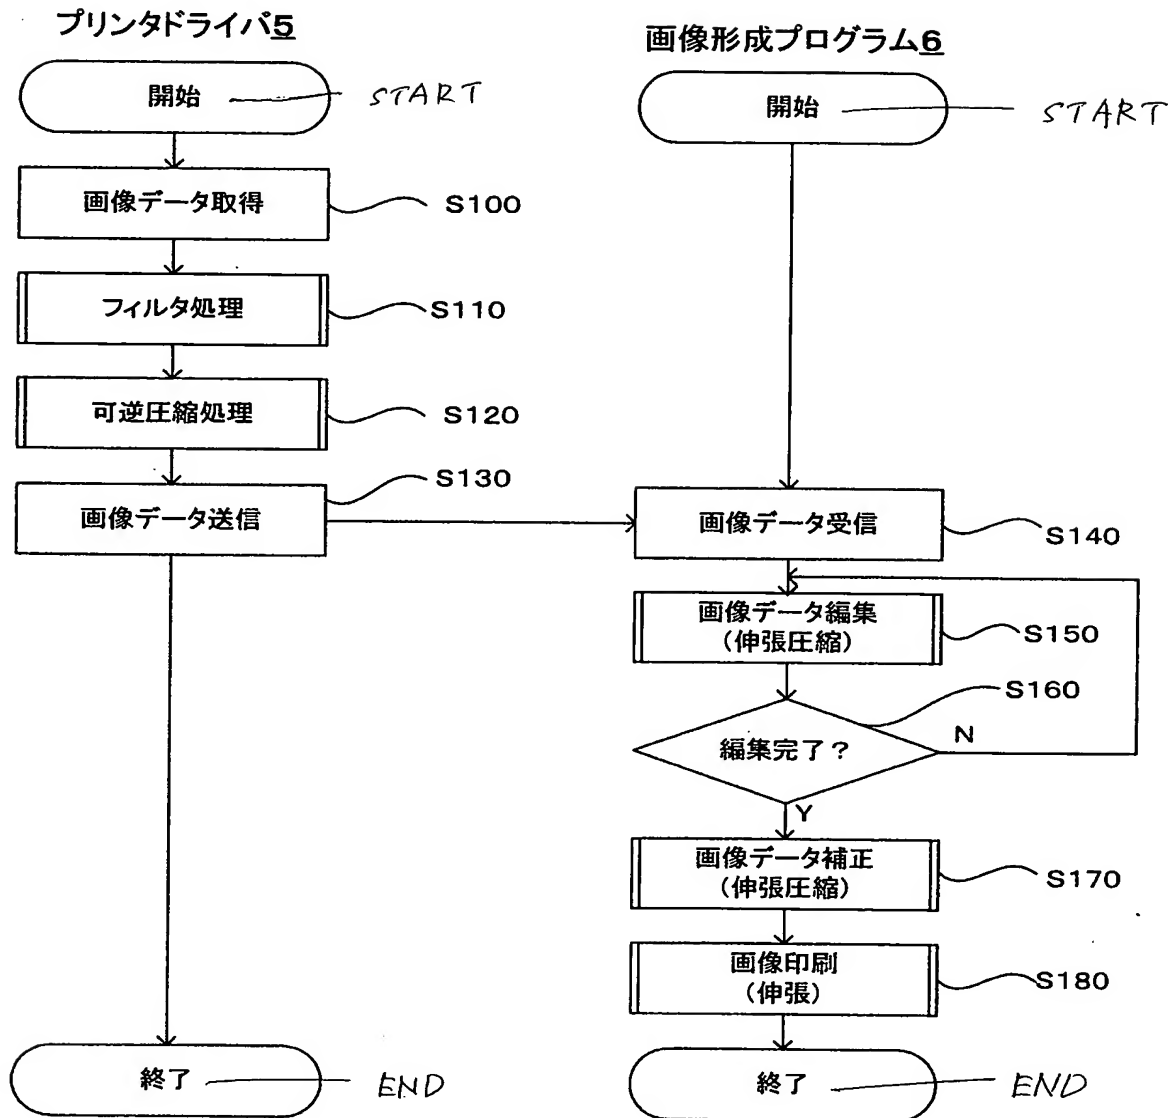 プリンタドライバ5
開始
START
画像データ取得
S100
フィルタ処理
S110
可逆圧縮処理
S120
画像データ送信
S130
終了
END
画像形成プログラム6
開始
START
画像データ受信
S140
画像データ編集
(伸張圧縮)
S150
編集完了?
S160
N
Y
画像データ補正
(伸張圧縮)
S170
画像印刷
(伸張)
S180
終了
END